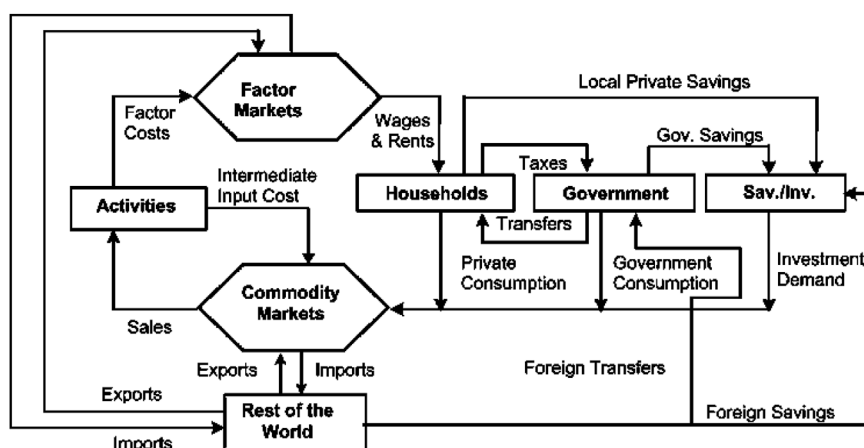 Factor
Markets
Local Private Savings
Factor
Costs
Wages
& Rents
Gov. Savings
Taxes
Intermediate
Input Cost
Households
Government
Sav./Inv.
Activities
Transfers
Private
Consumption
Government
Consumption
Investment
Demand
Commodity
Markets
Sales
Exports
Imports
Foreign Transfers
Exports
Rest of the
World
Foreign Savings
Imports